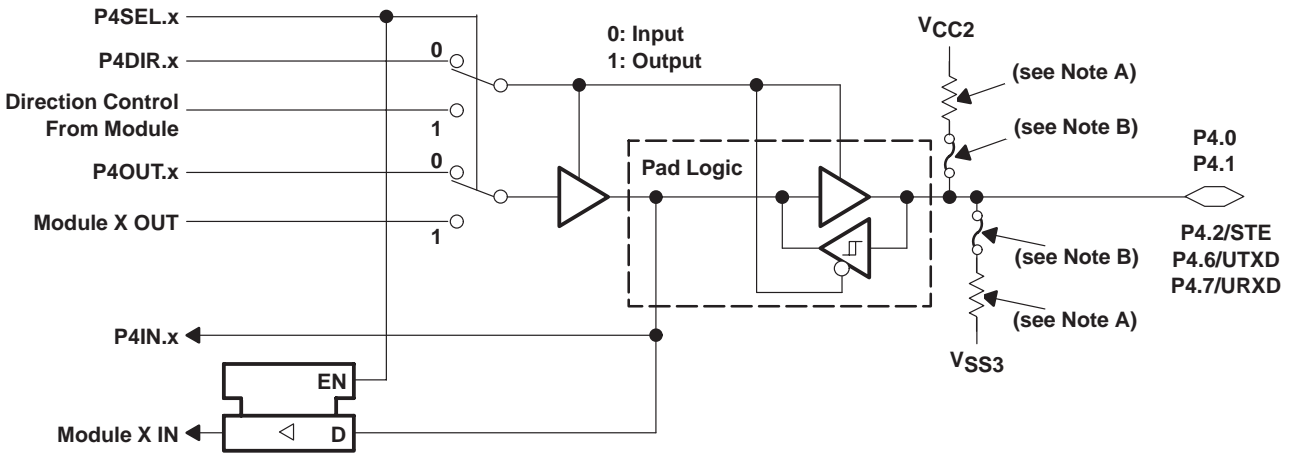 P4SEL.x
P4DIR.x
Direction Control
From Module
P4OUT.x
Module X OUT
P4IN.x
Module X IN
0
1
0
1
0: Input
1: Output
Pad Logic
EN
D
VCC2
(see Note A)
(see Note B)
(see Note B)
(see Note A)
VSS3
P4.0
P4.1
P4.2/STE
P4.6/UTXD
P4.7/URXD